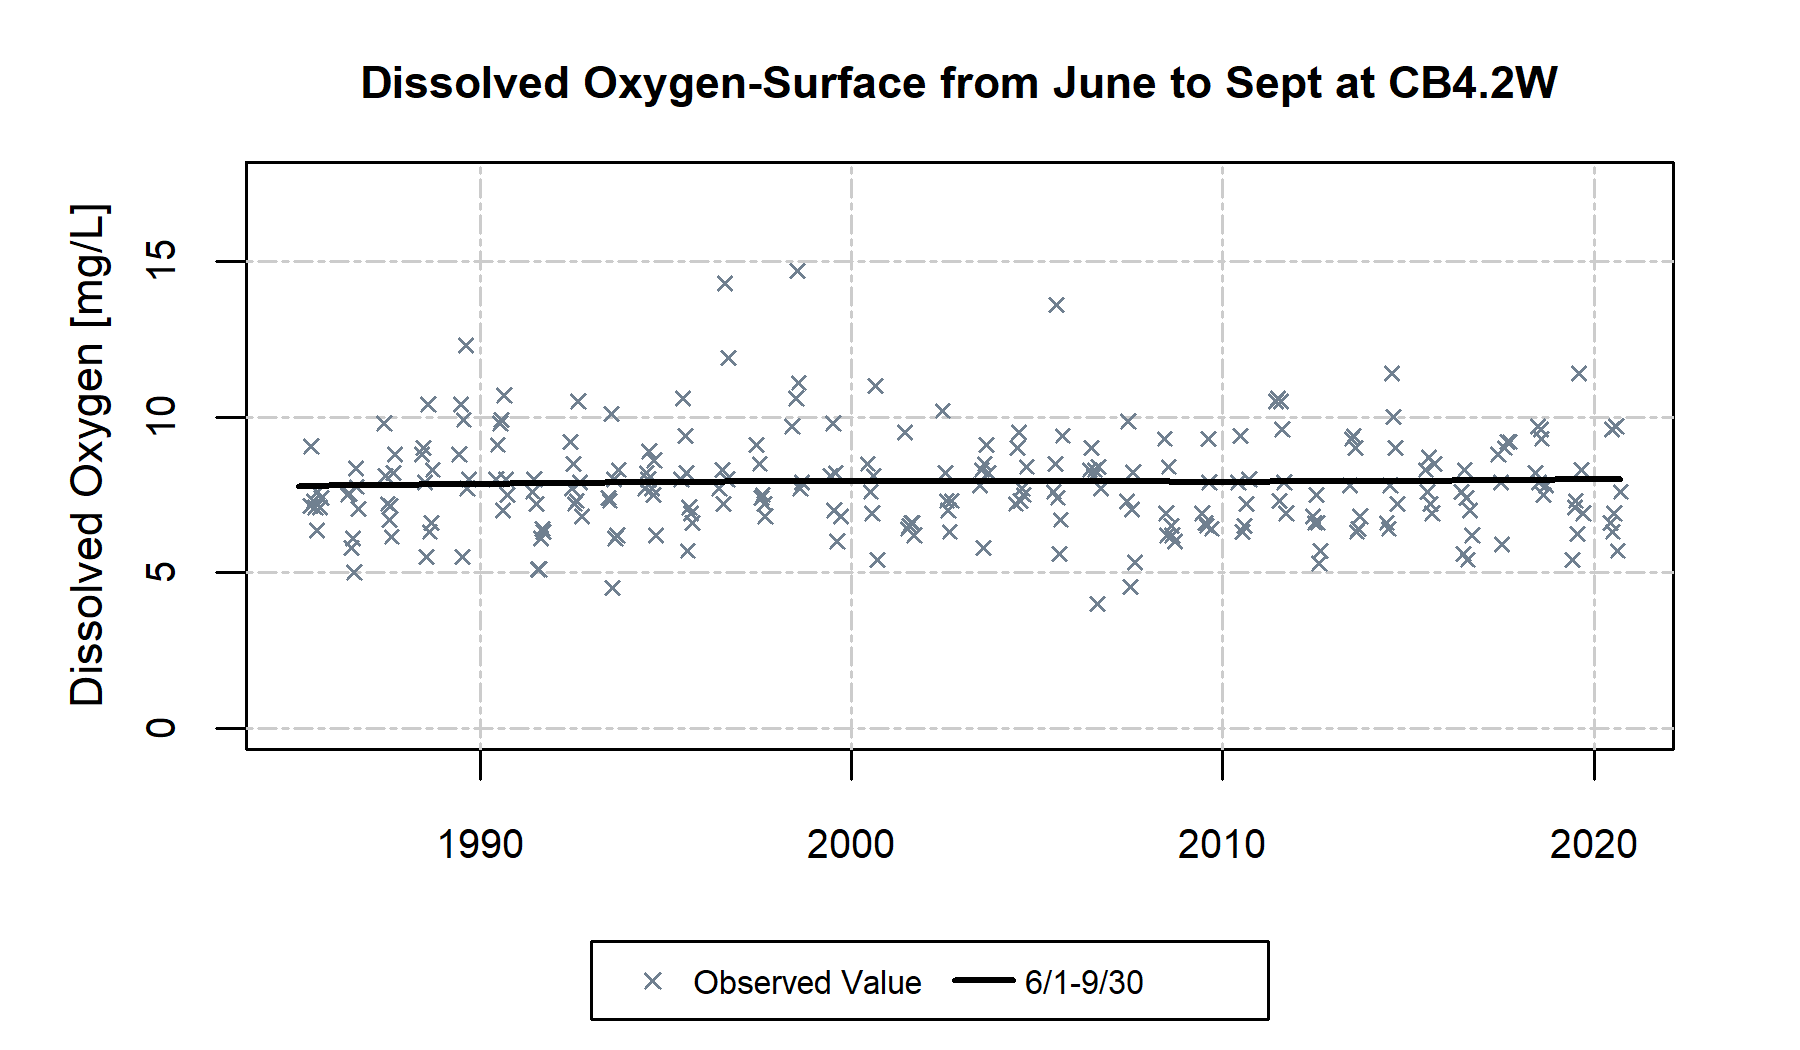 Dissolved Oxygen-Surface from June to Sept at CB4.2W
Dissolved Oxygen [mg/L]
15
10
5
0
1990 2000 2010 2020
Observed Value 6/1-9/30